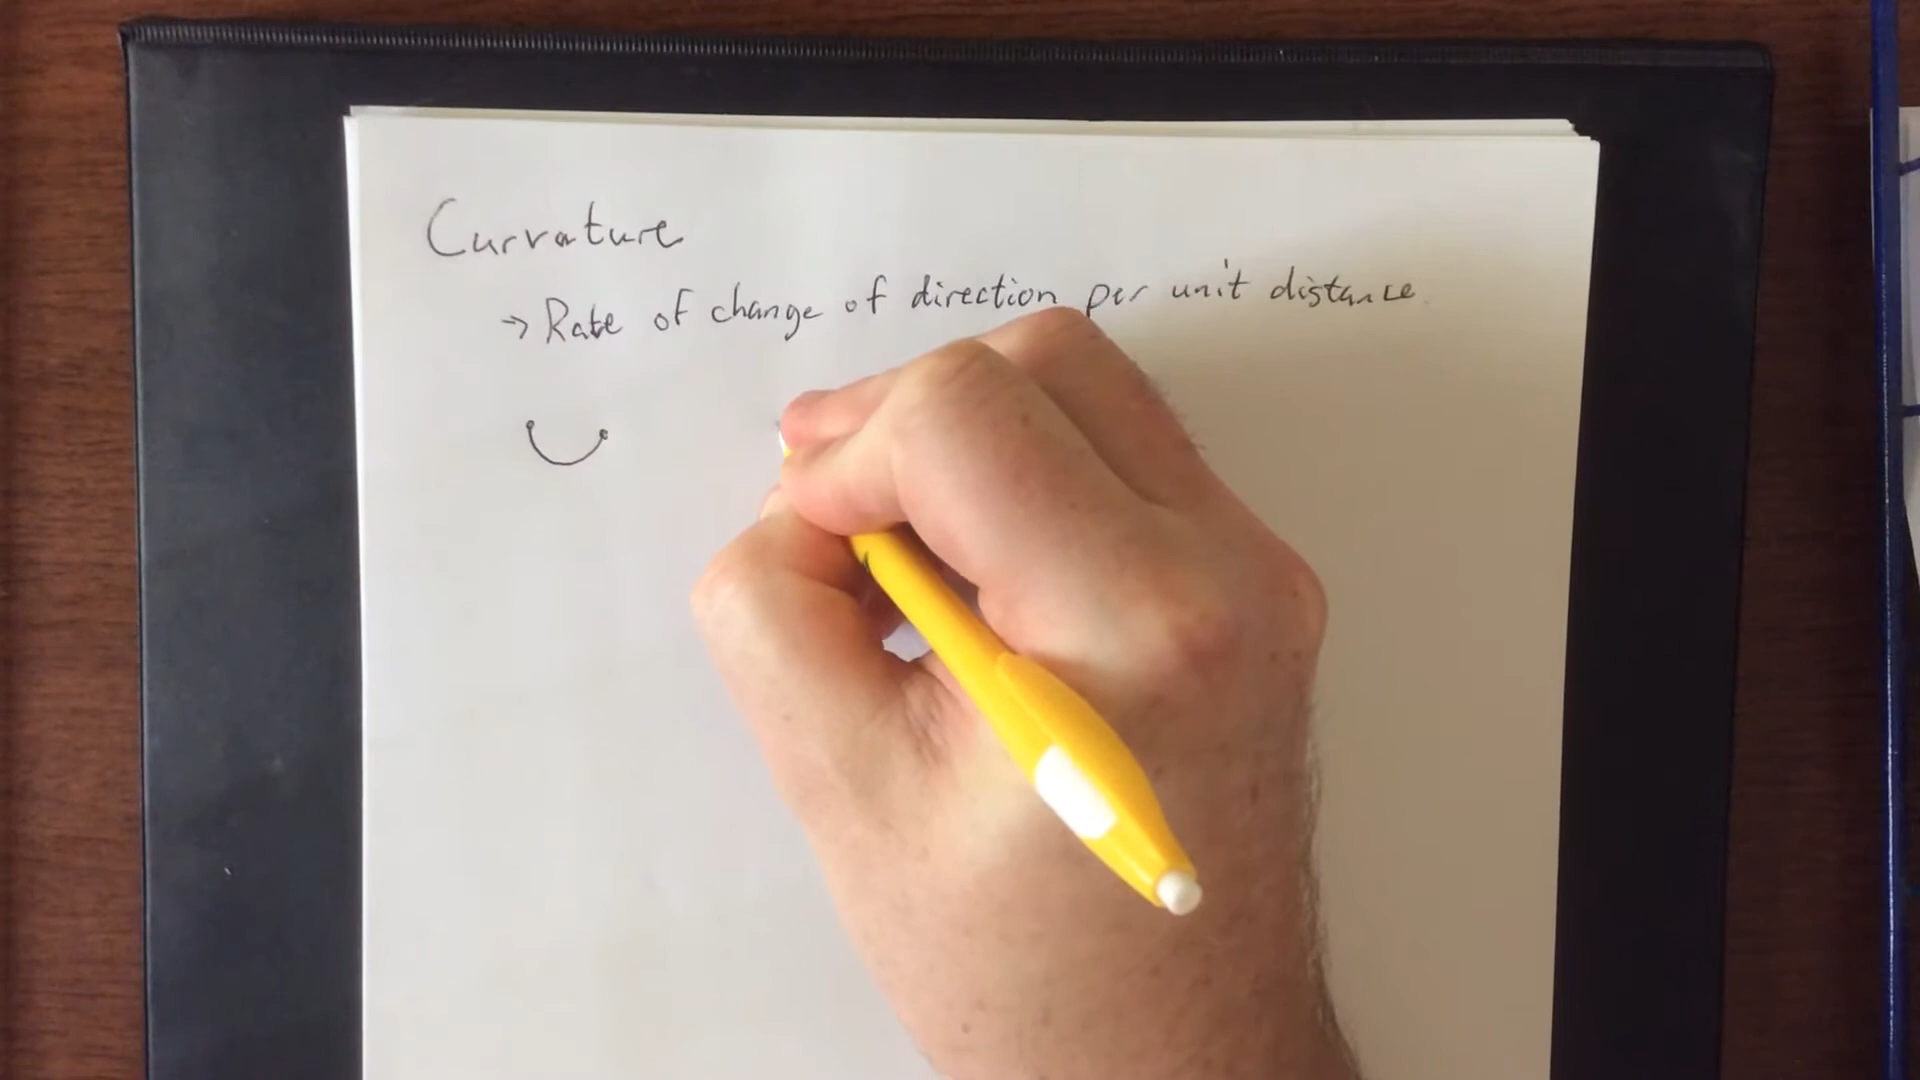 Curvature
→ Rate of change of direction per unit distance